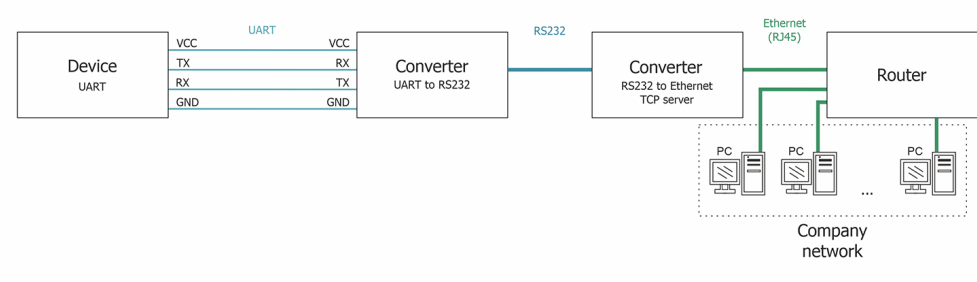 UART
RS232
Ethernet
(RJ45)
Device
UART
VCC
TX
RX
GND
VCC
RX
TX
GND
Converter
UART to RS232
Converter
RS232 to Ethernet
TCP server
Router
PC
PC
PC
...
Company
network